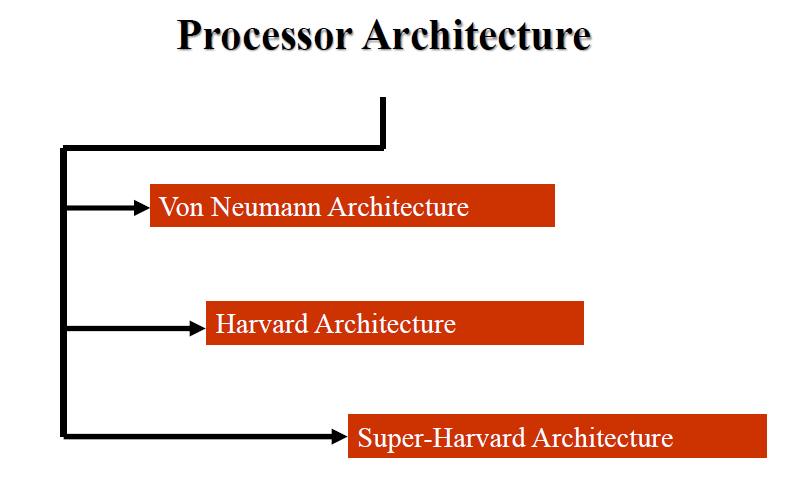 Processor Architecture
Von Neumann Architecture
Harvard Architecture
Super-Harvard Architecture